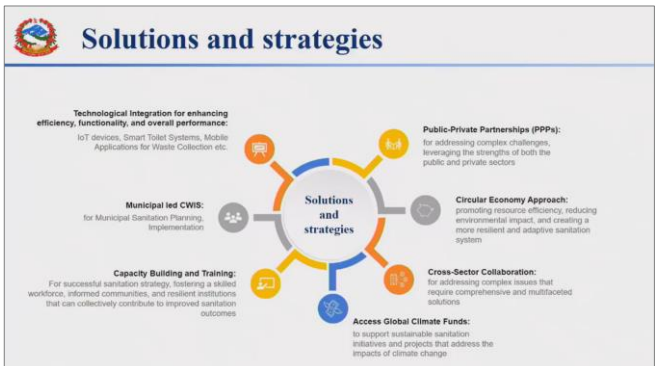 Solutions and strategies
Technological Integration for enhancing
efficiency, functionality, and overall performance:
IoT devices, Smart Toilet Systems, Mobile
Applications for Waste Collection etc.
Municipal led CWIS:
for Municipal Sanitation Planning,
Implementation
Capacity Building and Training:
For successful sanitation strategy, fostering a skilled
workforce, informed communities, and resilient institutions
that can collectively contribute to improved sanitation
outcomes
Solutions
and
strategies
Public-Private Partnerships (PPPs):
for addressing complex challenges,
leveraging the strengths of both the
public and private sectors
Circular Economy Approach:
promoting resource efficiency, reducing
environmental impact, and creating a
more resilient and adaptive sanitation
system
Cross-Sector Collaboration:
for addressing complex issues that
require comprehensive and multifaceted
solutions
Access Global Climate Funds:
to support sustainable sanitation
initiatives and projects that address the
impacts of climate change